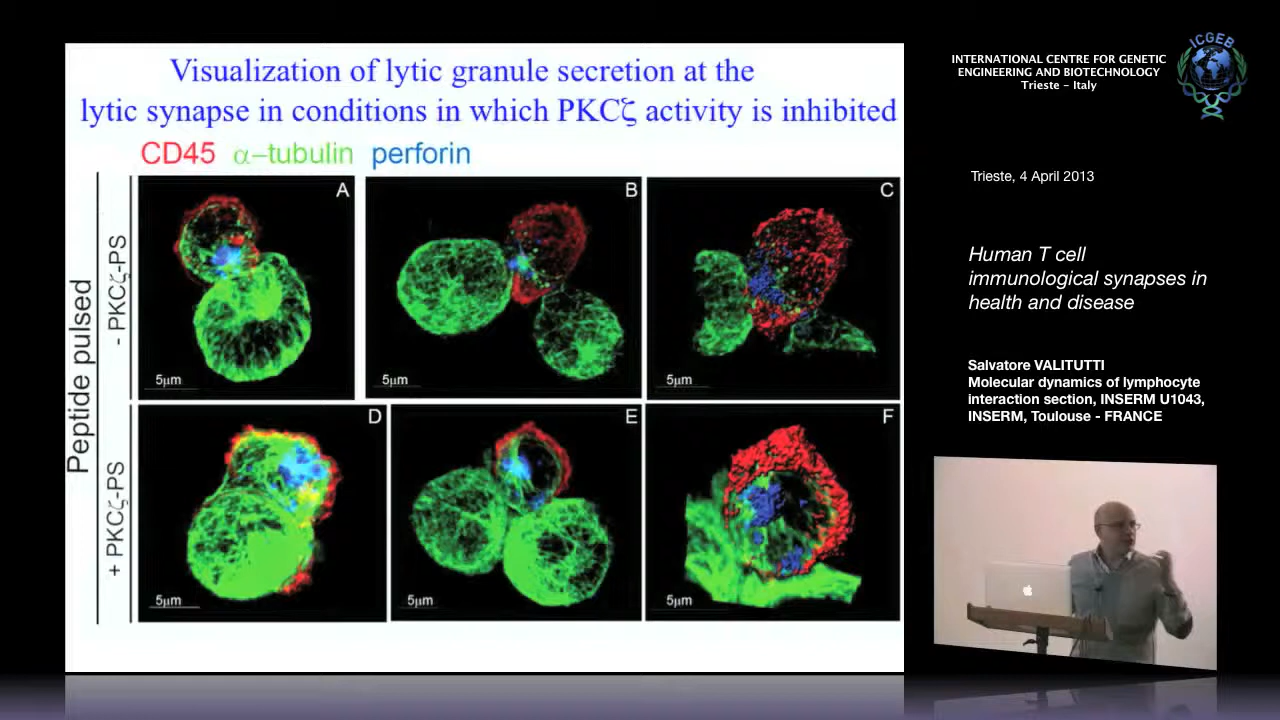 Visualization of lytic granule secretion at the
lytic synapse in conditions in which PKCζ activity is inhibited
CD45 α–tubulin perforin
Peptide pulsed
- PKCζ-PS
+ PKCζ-PS
A
5μm
B
5μm
C
5μm
D
5μm
E
5μm
F
5μm
INTERNATIONAL CENTRE FOR GENETIC
ENGINEERING AND BIOTECHNOLOGY
Trieste - Italy
ICGEB
Trieste, 4 April 2013
Human T cell
immunological synapses in
health and disease
Salvatore VALITUTTI
Molecular dynamics of lymphocyte
interaction section, INSERM U1043,
INSERM, Toulouse - FRANCE